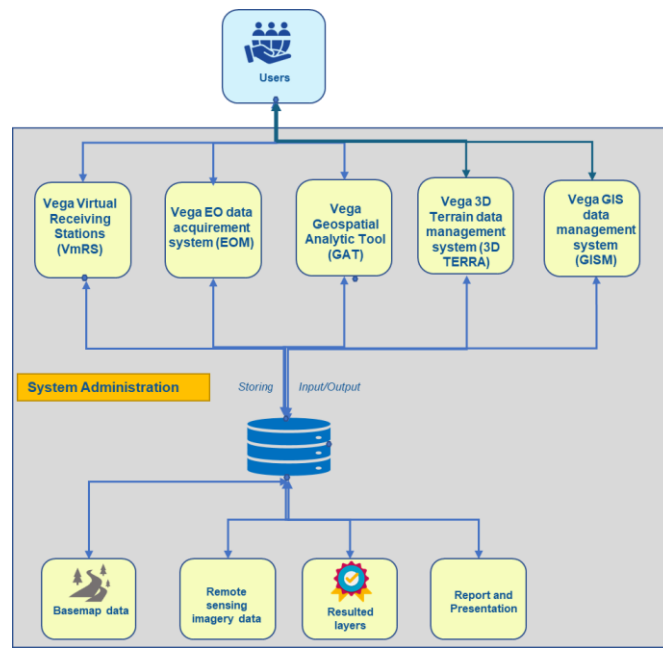 Users
Vega Virtual
Receiving
Stations
(VmRS)
Vega EO data
acquirement
system (EOM)
Vega
Geospatial
Analytic Tool
(GAT)
Vega 3D
Terrain data
management
system (3D
TERRA)
Vega GIS
data
management
system
(GISM)
System Administration
Storing
Input/Output
Basemap data
Remote
sensing
imagery data
Resulted
layers
Report and
Presentation